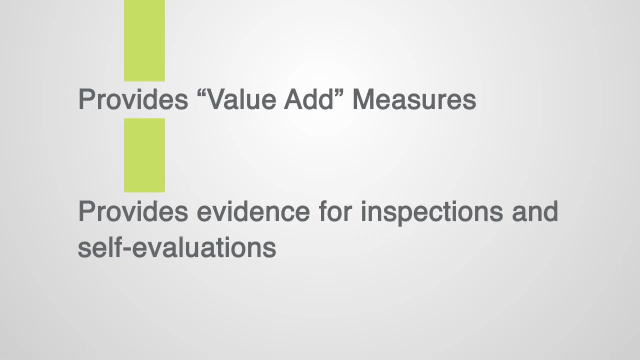 Provides “Value Add” Measures
Provides evidence for inspections and
self-evaluations